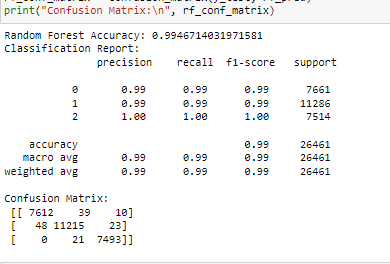 print("Confusion Matrix:\n", rf_conf_matrix)
Random Forest Accuracy: 0.9946714031971581
Classification Report:
precision recall f1-score support
0 0.99 0.99 0.99 7661
1 0.99 0.99 0.99 11286
2 1.00 1.00 1.00 7514
accuracy 0.99 26461
macro avg 0.99 0.99 0.99 26461
weighted avg 0.99 0.99 0.99 26461
Confusion Matrix:
[[ 7612 39 10]
[ 48 11215 23]
[ 0 21 7493]]